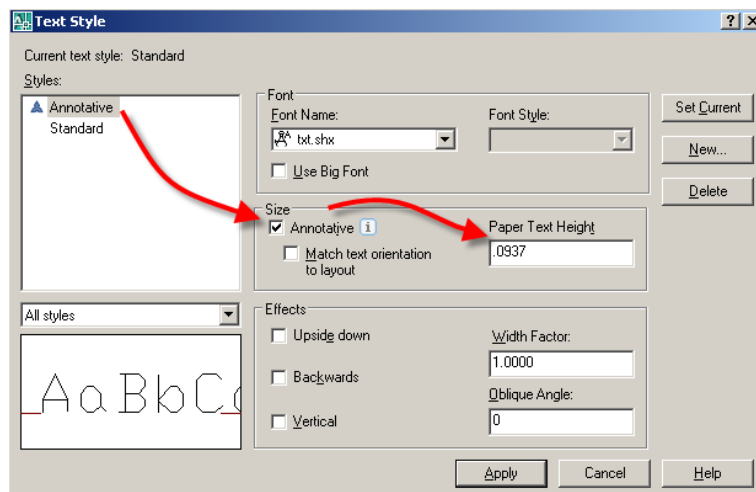 Text Style
Current text style: Standard
Styles:
Annotative
Standard
All styles
AaBbC
Font
Font Name:
txt.shx
Font Style:
Use Big Font
Size
Annotative
Match text orientation
to layout
Paper Text Height
.0937
Effects
Upside down
Backwards
Vertical
Width Factor:
1.0000
Oblique Angle:
0
Set Current
New...
Delete
Apply
Cancel
Help